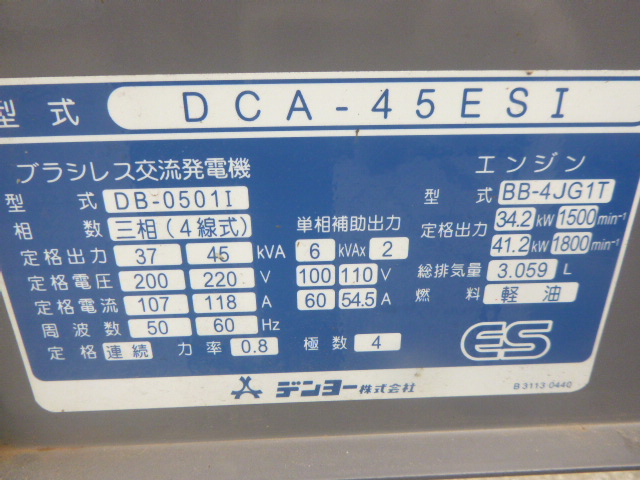 型式 DCA-45ESI
ブラシレス交流発電機
型式 DB-0501I
相数 三相(4線式)
定格出力 37 45 kVA
定格電圧 200 220 V
定格電流 107 118 A
周波数 50 60 Hz
定格 連続 力率 0.8 極数 4
単相補助出力
6 kVAx 2
100 110 V
60 54.5 A
エンジン
型式 BB-4JG1T
定格出力 34.2 kW 1500 min⁻¹
41.2 kW 1800 min⁻¹
総排気量 3.059 L
燃料 軽油
ES
デンヨー株式会社
B3113 0440